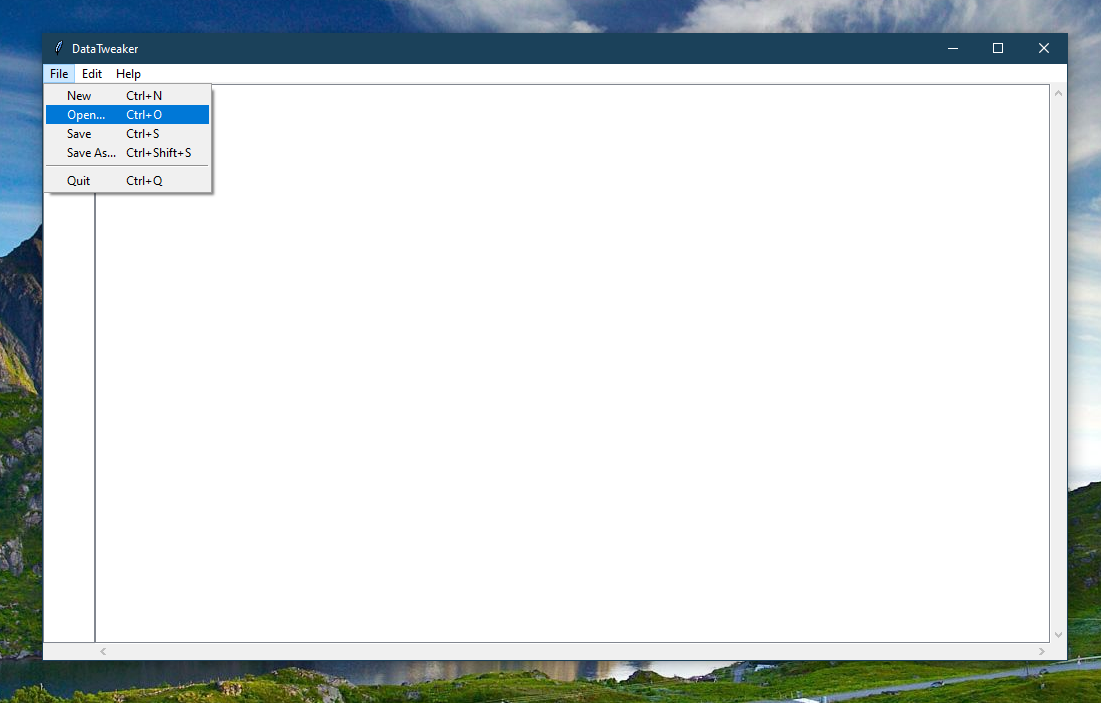 DataTweaker
File Edit Help
New Ctrl+N
Open... Ctrl+O
Save Ctrl+S
Save As... Ctrl+Shift+S
Quit Ctrl+Q